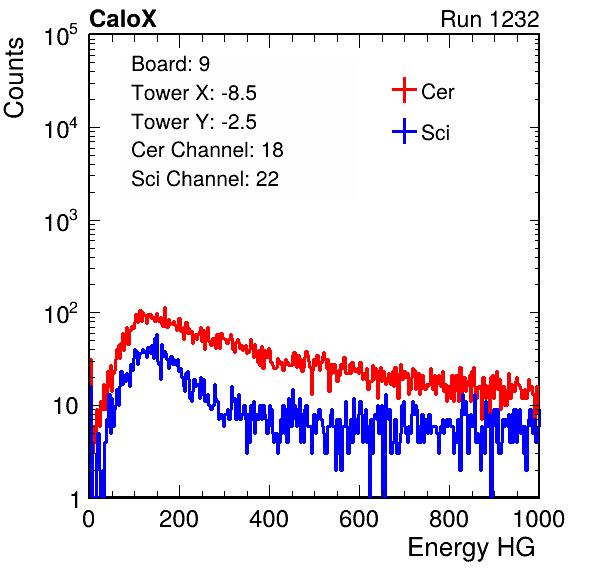 CaloX Run 1232
Counts
10^5
10^4
10^3
10^2
10
1
Board: 9
Tower X: -8.5
Tower Y: -2.5
Cer Channel: 18
Sci Channel: 22
Cer
Sci
0 200 400 600 800 1000
Energy HG